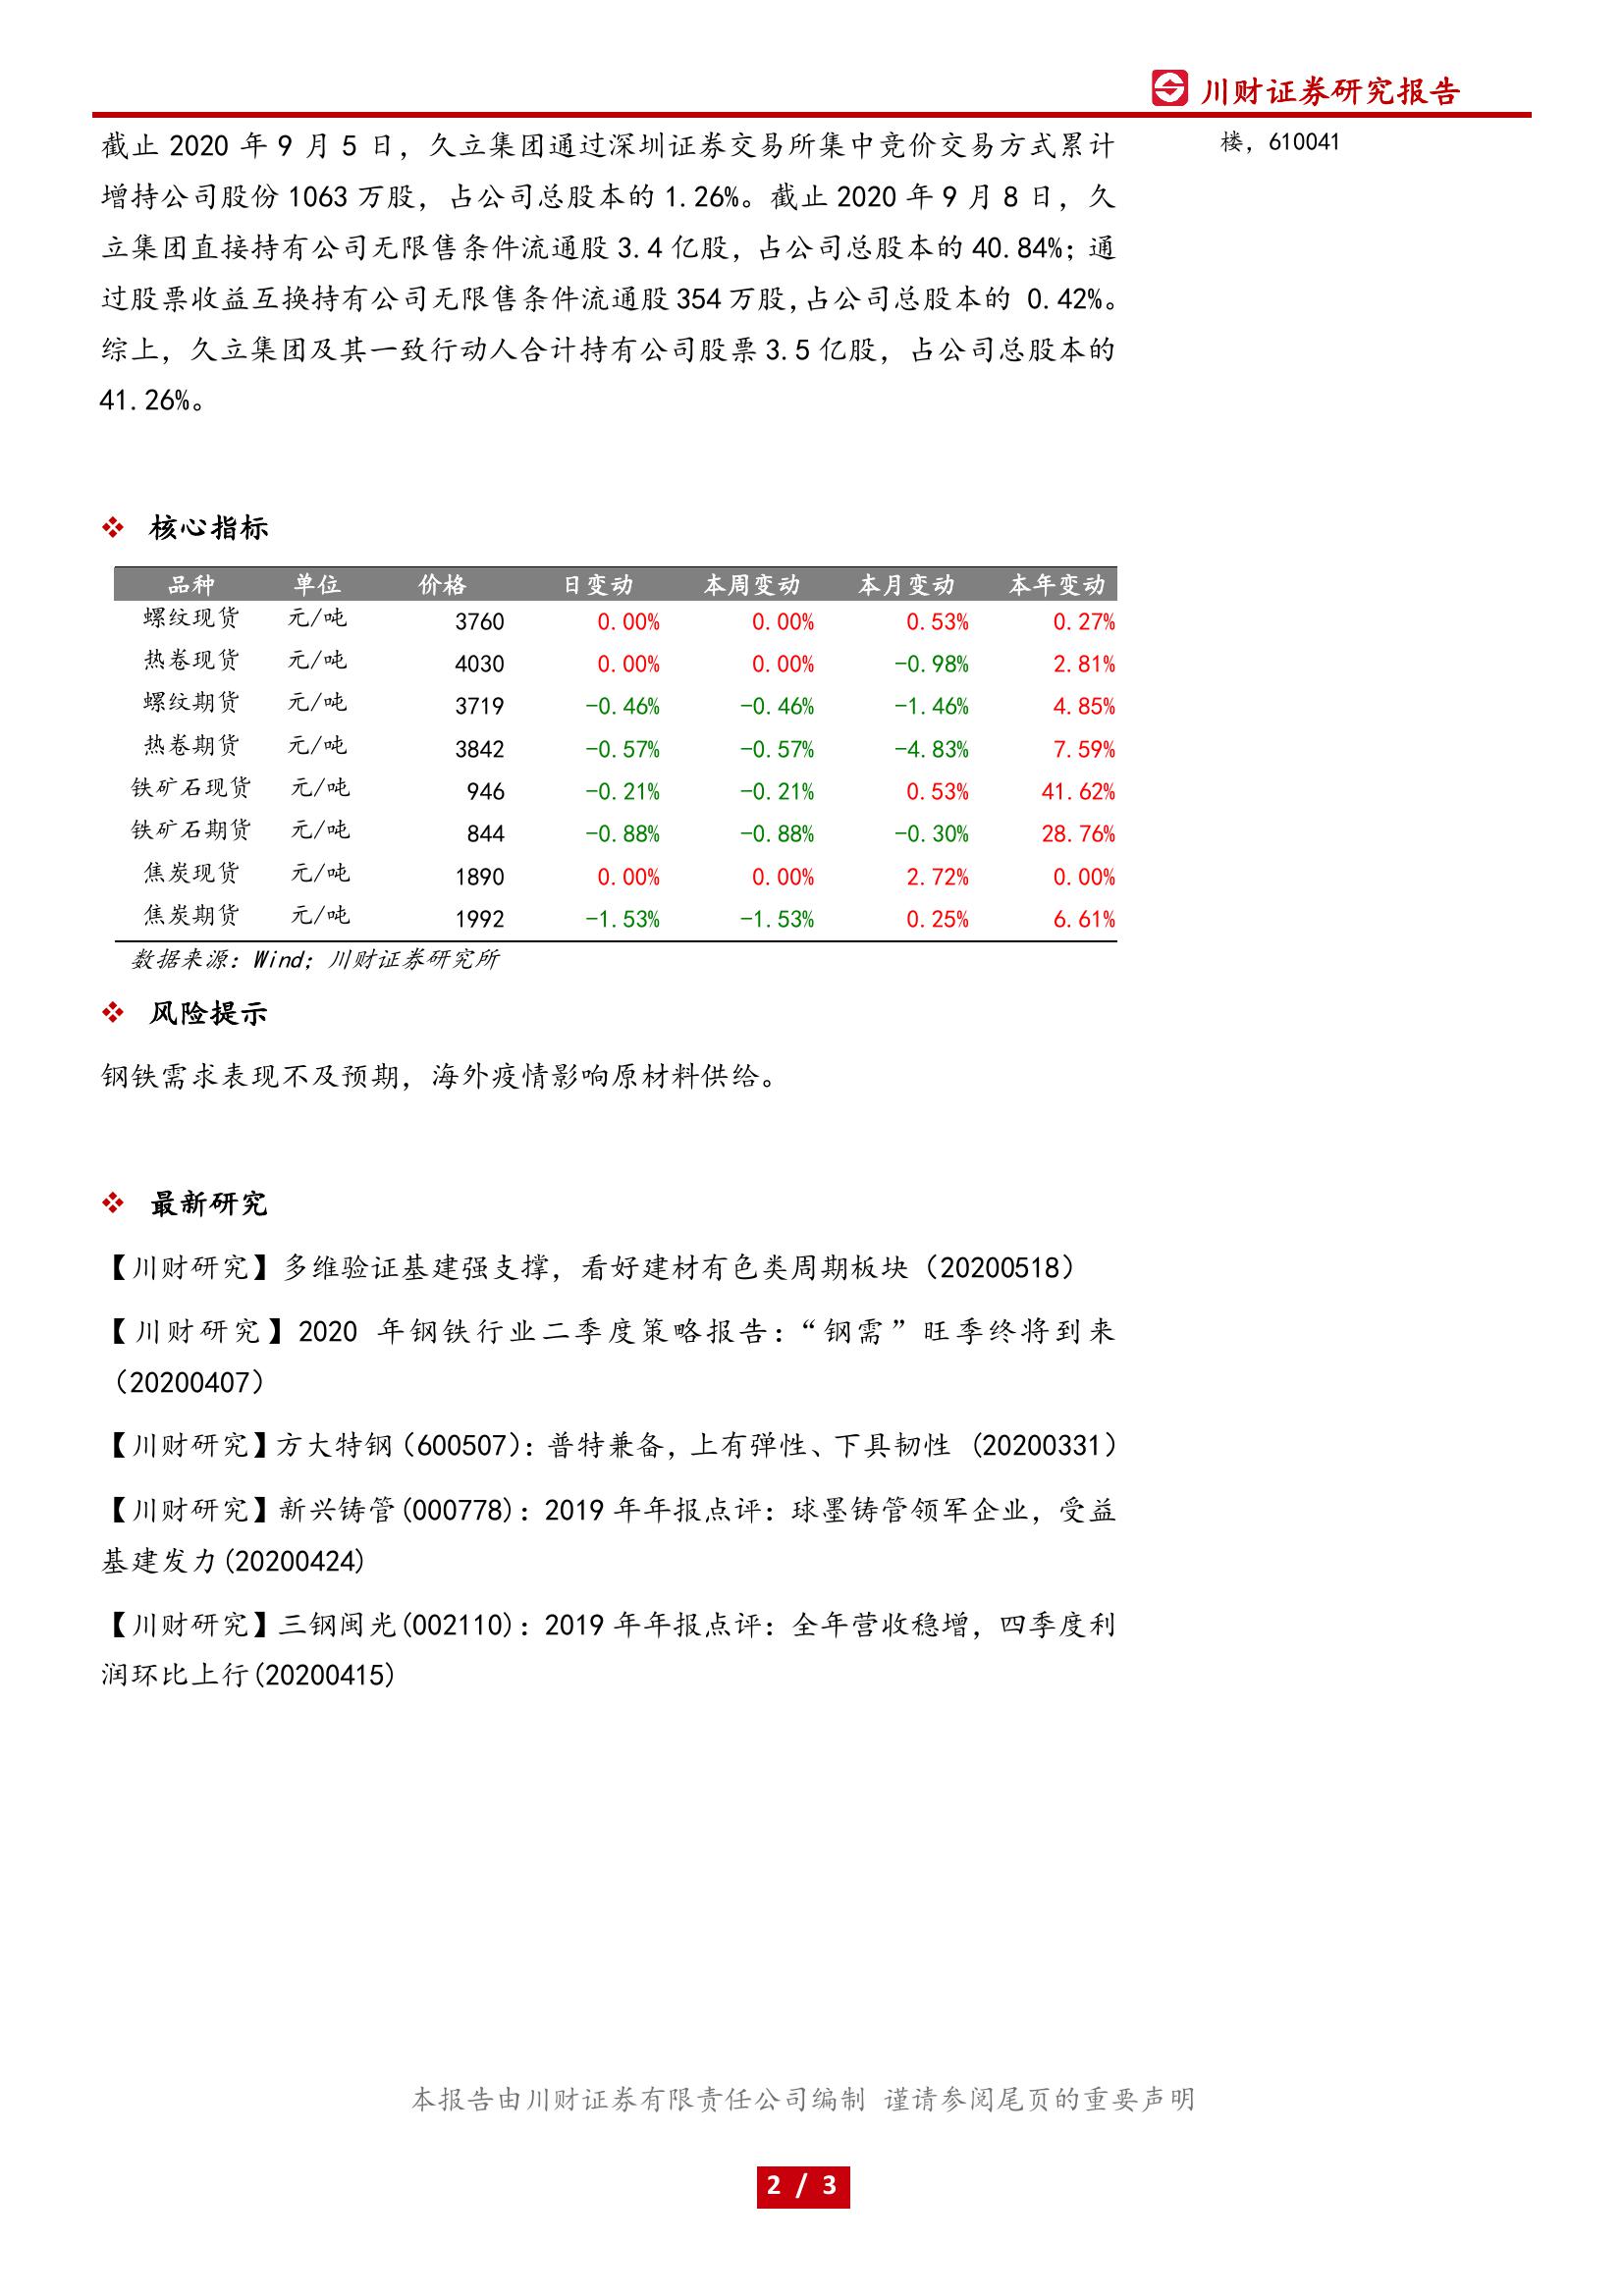 川财证券研究报告
截止 2020 年 9 月 5 日，久立集团通过深圳证券交易所集中竞价交易方式累计
增持公司股份 1063 万股，占公司总股本的 1.26%。截止 2020 年 9 月 8 日，久
立集团直接持有公司无限售条件流通股 3.4 亿股，占公司总股本的 40.84%；通
过股票收益互换持有公司无限售条件流通股 354 万股，占公司总股本的 0.42%。
综上，久立集团及其一致行动人合计持有公司股票 3.5 亿股，占公司总股本的
41.26%。
楼，610041
❖ 核心指标
品种 单位 价格 日变动 本周变动 本月变动 本年变动
螺纹现货 元/吨 3760 0.00% 0.00% 0.53% 0.27%
热卷现货 元/吨 4030 0.00% 0.00% -0.98% 2.81%
螺纹期货 元/吨 3719 -0.46% -0.46% -1.46% 4.85%
热卷期货 元/吨 3842 -0.57% -0.57% -4.83% 7.59%
铁矿石现货 元/吨 946 -0.21% -0.21% 0.53% 41.62%
铁矿石期货 元/吨 844 -0.88% -0.88% -0.30% 28.76%
焦炭现货 元/吨 1890 0.00% 0.00% 2.72% 0.00%
焦炭期货 元/吨 1992 -1.53% -1.53% 0.25% 6.61%
数据来源：Wind；川财证券研究所
❖ 风险提示
钢铁需求表现不及预期，海外疫情影响原材料供给。
❖ 最新研究
【川财研究】多维验证基建强支撑，看好建材有色类周期板块（20200518）
【川财研究】2020 年钢铁行业二季度策略报告：“钢需”旺季终将到来
（20200407）
【川财研究】方大特钢（600507）：普特兼备，上有弹性、下具韧性 (20200331)
【川财研究】新兴铸管(000778)：2019 年年报点评：球墨铸管领军企业，受益
基建发力(20200424)
【川财研究】三钢闽光(002110)：2019 年年报点评：全年营收稳增，四季度利
润环比上行(20200415)
本报告由川财证券有限责任公司编制 谨请参阅尾页的重要声明
2 / 3